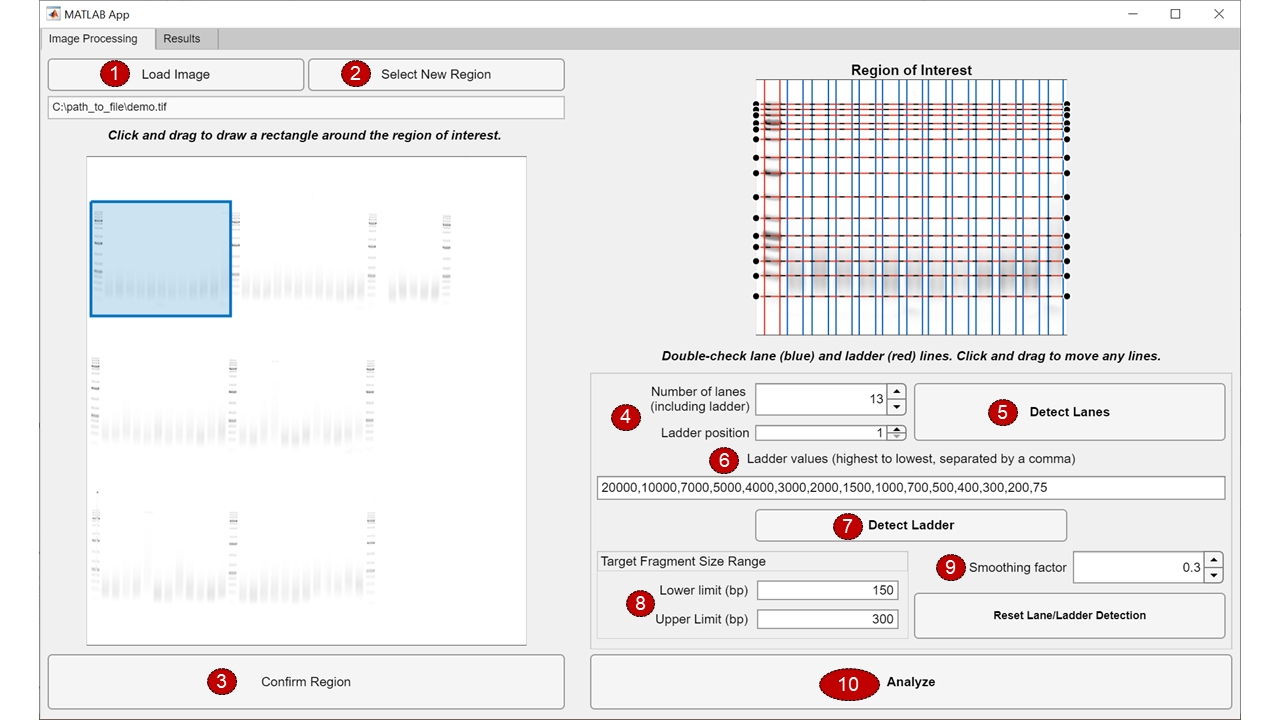 MATLAB App
Image Processing
Results
1 Load Image
2 Select New Region
C:\path_to_file\demo.tif
Click and drag to draw a rectangle around the region of interest.
3 Confirm Region
Region of Interest
Double-check lane (blue) and ladder (red) lines. Click and drag to move any lines.
4
Number of lanes
(including ladder)
13
Ladder position
1
5 Detect Lanes
6 Ladder values (highest to lowest, separated by a comma)
20000,10000,7000,5000,4000,3000,2000,1500,1000,700,500,400,300,200,75
7 Detect Ladder
Target Fragment Size Range
8
Lower limit (bp)
150
Upper Limit (bp)
300
9 Smoothing factor
0.3
Reset Lane/Ladder Detection
10 Analyze